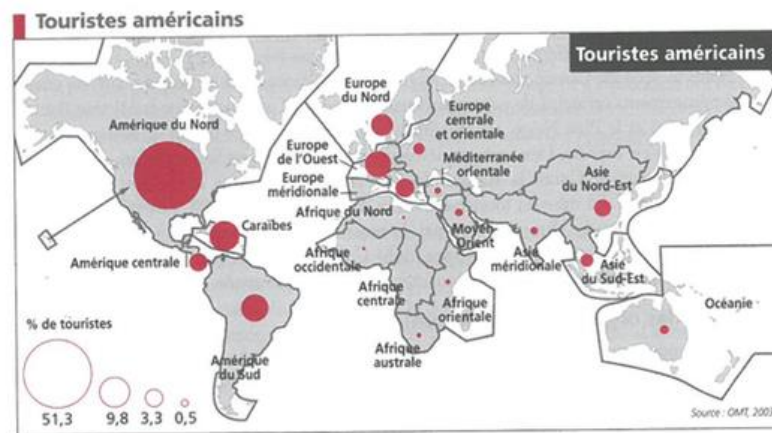 Touristes américains
Touristes américains
Europe
du Nord
Amérique du Nord
Europe
centrale
et orientale
Europe
de l'Ouest
Méditerranée
orientale
Europe
méridionale
Asie
du Nord-Est
Caraïbes
Afrique du Nord
Moyen
Orient
Amérique centrale
Afrique
occidentale
Asie
méridionale
Asie
du Sud-Est
Afrique
centrale
Afrique
orientale
Océanie
% de touristes
Afrique
australe
Amérique
du Sud
51,3
9,8
3,3
0,5
Source : OMT, 2003